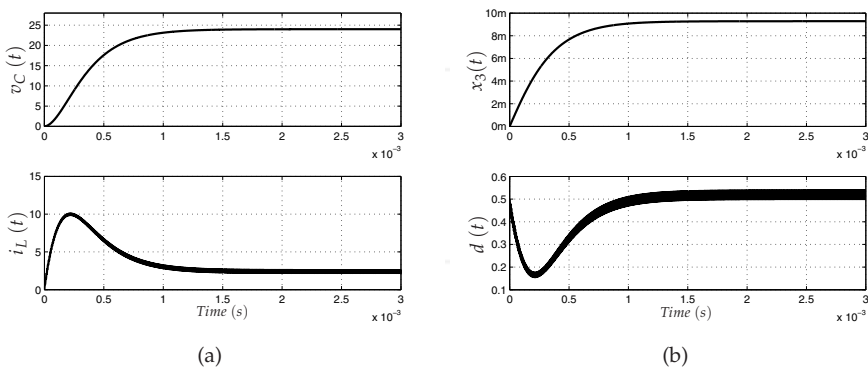 25
20
15
10
5
0
v_C (t)
0 0.5 1 1.5 2 2.5 3
x 10⁻³
15
10
5
0
i_L (t)
0 0.5 1 1.5 2 2.5 3
Time (s)
x 10⁻³
(a)
10m
8m
6m
4m
2m
0m
x_3(t)
0 0.5 1 1.5 2 2.5 3
x 10⁻³
0.6
0.5
0.4
0.3
0.2
0.1
d (t)
0 0.5 1 1.5 2 2.5 3
Time (s)
x 10⁻³
(b)